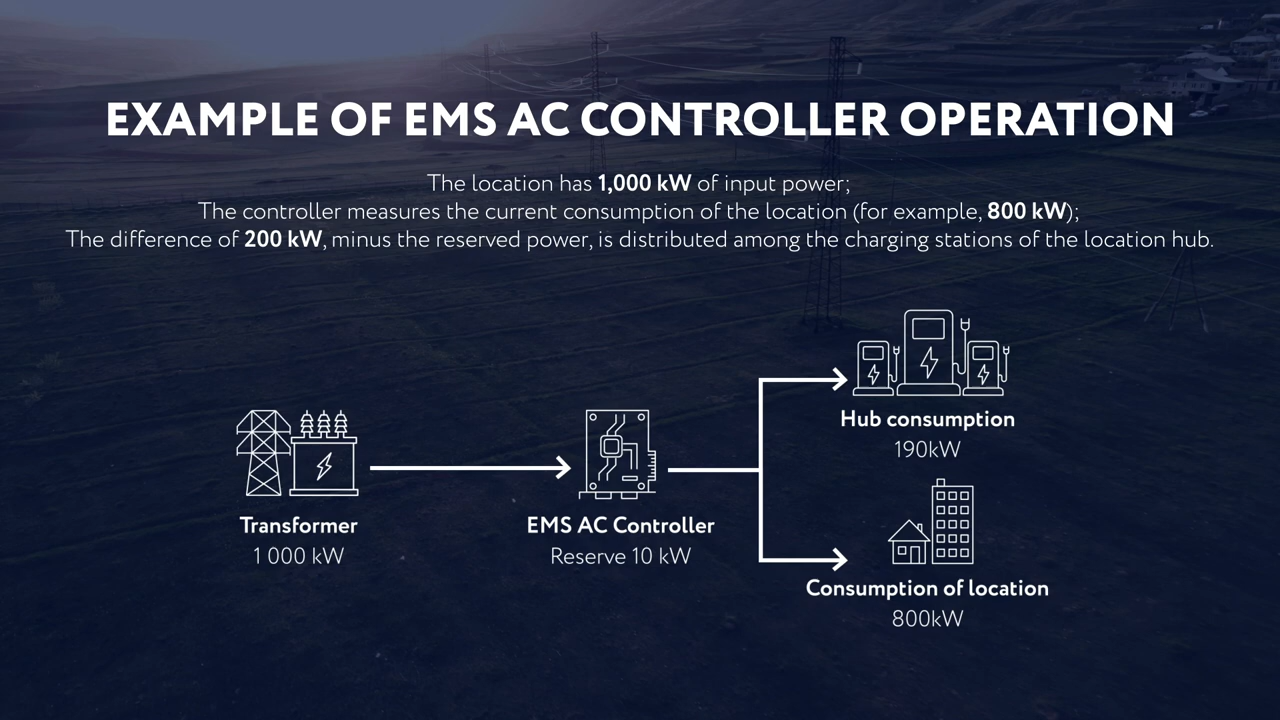 EXAMPLE OF EMS AC CONTROLLER OPERATION
The location has 1,000 kW of input power;
The controller measures the current consumption of the location (for example, 800 kW);
The difference of 200 kW, minus the reserved power, is distributed among the charging stations of the location hub.
Hub consumption
190kW
Transformer
1 000 kW
EMS AC Controller
Reserve 10 kW
Consumption of location
800kW